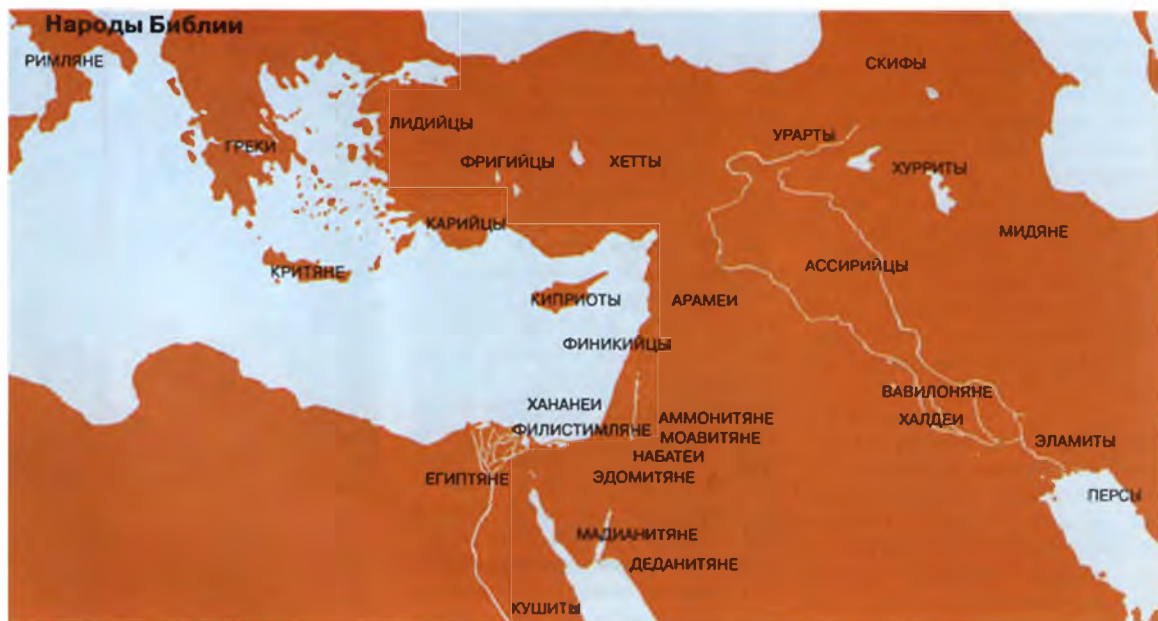 Народы Библии
РИМЛЯНЕ
СКИФЫ
ЛИДИЙЦЫ
УРАРТЫ
ГРЕКИ
ФРИГИЙЦЫ
ХЕТТЫ
ХУРРИТЫ
КАРИЙЦЫ
МИДЯНЕ
КРИТЯНЕ
АССИРИЙЦЫ
КИПРИОТЫ
АРАМЕИ
ФИНИКИЙЦЫ
ВАВИЛОНЯНЕ
ХАНАНЕИ
АММОНИТЯНЕ
ХАЛДЕИ
ФИЛИСТИМЛЯНЕ
МОАВИТЯНЕ
ЭЛАМИТЫ
НАБАТЕИ
ЕГИПТЯНЕ
ЭДОМИТЯНЕ
ПЕРСЫ
МАДИАНИТЯНЕ
ДЕДАНИТЯНЕ
КУШИТЫ